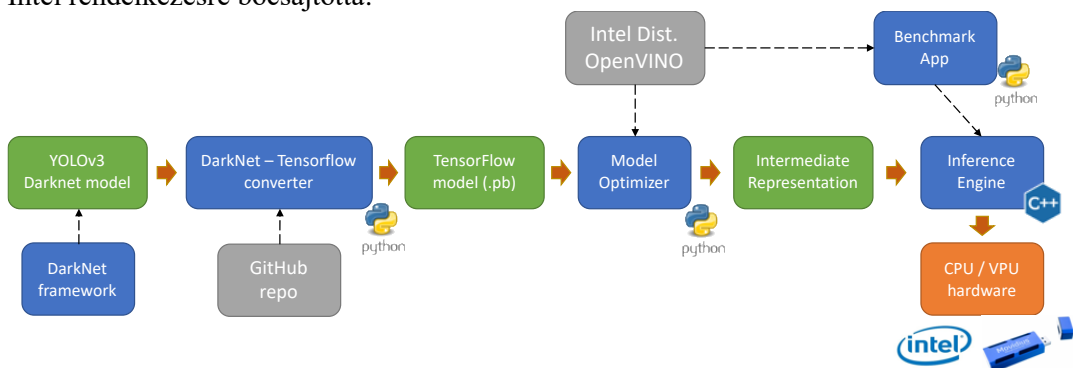 Intel rendelkezésre bocsájtotta.
Intel Dist.
OpenVINO
Benchmark
App
python
YOLOv3
Darknet model
DarkNet – Tensorflow
converter
python
TensorFlow
model (.pb)
Model
Optimizer
python
Intermediate
Representation
Inference
Engine
C++
DarkNet
framework
GitHub
repo
CPU / VPU
hardware
intel
Movidius